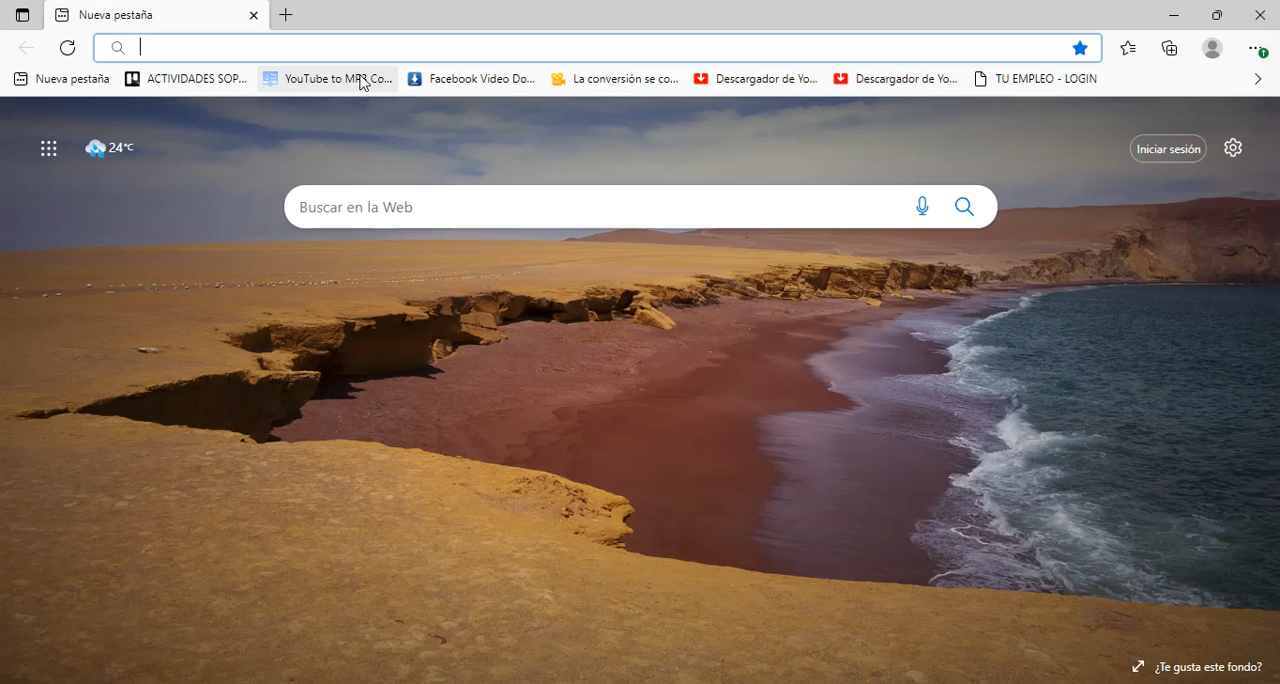 Nueva pestaña
Nueva pestaña
ACTIVIDADES SOP...
YouTube to MP3 Co...
Facebook Video Do...
La conversión se co...
Descargador de Yo...
Descargador de Yo...
TU EMPLEO - LOGIN
24°C
Iniciar sesión
Buscar en la Web
¿Te gusta este fondo?